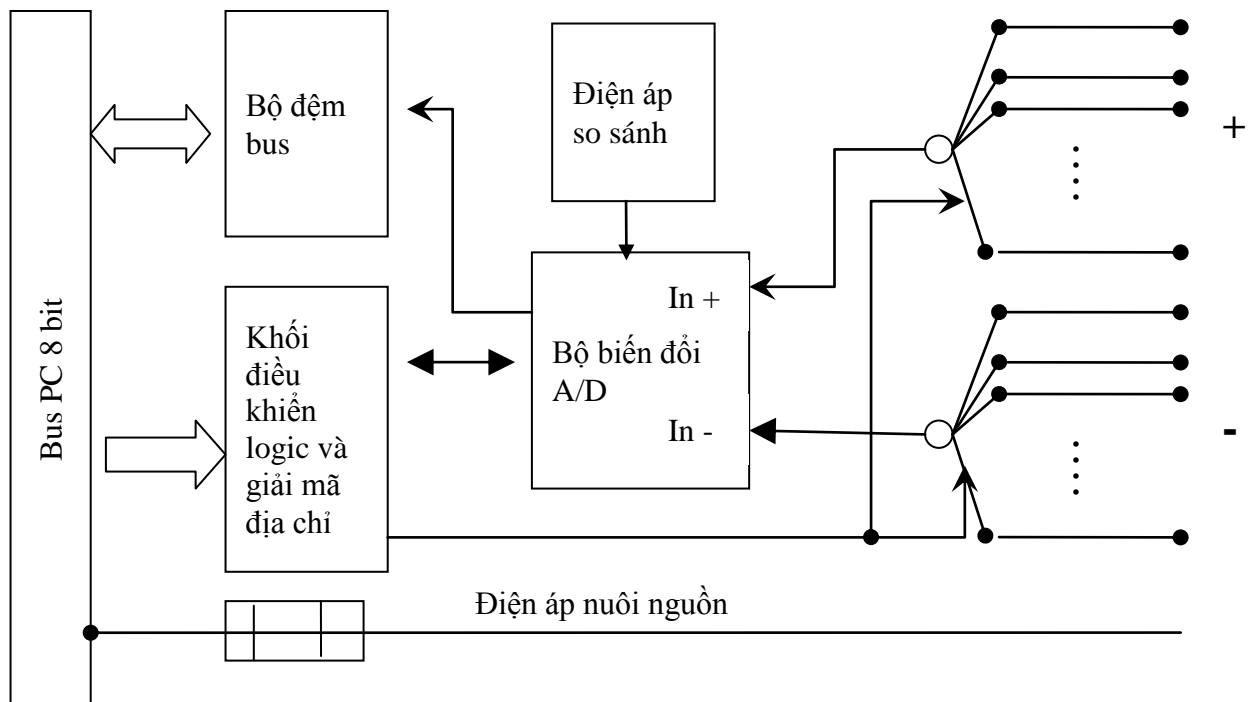 Bus PC 8 bit
Bộ đệm
bus
Điện áp
so sánh
+
In +
Khối
điều
khiển
logic và
giải mã
địa chỉ
Bộ biến đổi
A/D
In -
-
Điện áp nuôi nguồn